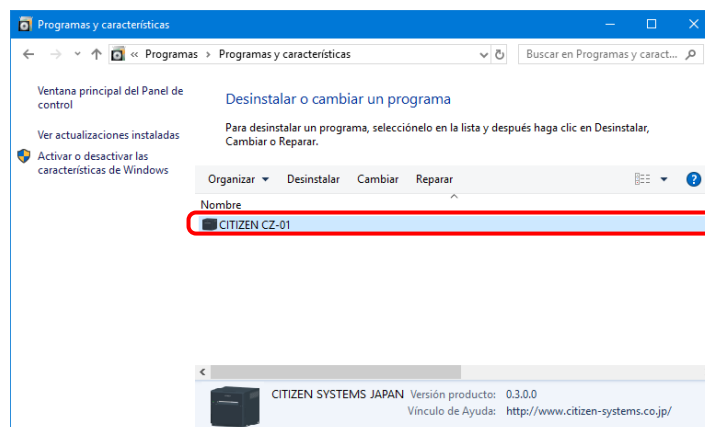 Programas y características
« Programas > Programas y características
Buscar en Programas y caract...
Ventana principal del Panel de
control
Ver actualizaciones instaladas
Activar o desactivar las
características de Windows
Desinstalar o cambiar un programa
Para desinstalar un programa, selecciónelo en la lista y después haga clic en Desinstalar,
Cambiar o Reparar.
Organizar Desinstalar Cambiar Reparar
Nombre
CITIZEN CZ-01
CITIZEN SYSTEMS JAPAN Versión producto: 0.3.0.0
Vínculo de Ayuda: http://www.citizen-systems.co.jp/